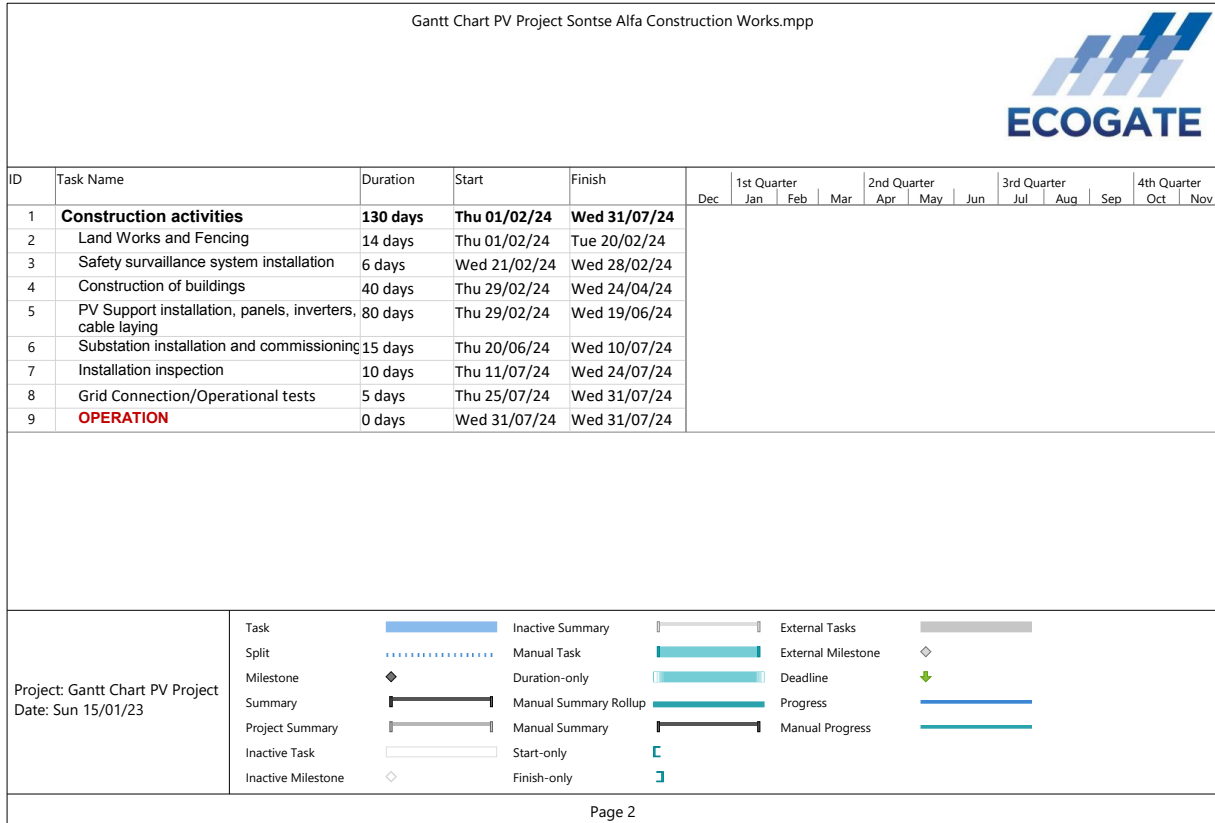 Gantt Chart PV Project Sontse Alfa Construction Works.mpp
ECOGATE
ID Task Name Duration Start Finish
1st Quarter 2nd Quarter 3rd Quarter 4th Quarter
Dec Jan Feb Mar Apr May Jun Jul Aug Sep Oct Nov
1 Construction activities 130 days Thu 01/02/24 Wed 31/07/24
2 Land Works and Fencing 14 days Thu 01/02/24 Tue 20/02/24
3 Safety survaillance system installation 6 days Wed 21/02/24 Wed 28/02/24
4 Construction of buildings 40 days Thu 29/02/24 Wed 24/04/24
5 PV Support installation, panels, inverters, 80 days Thu 29/02/24 Wed 19/06/24
cable laying
6 Substation installation and commissioning 15 days Thu 20/06/24 Wed 10/07/24
7 Installation inspection 10 days Thu 11/07/24 Wed 24/07/24
8 Grid Connection/Operational tests 5 days Thu 25/07/24 Wed 31/07/24
9 OPERATION 0 days Wed 31/07/24 Wed 31/07/24
Project: Gantt Chart PV Project
Date: Sun 15/01/23
Task Inactive Summary External Tasks
Split Manual Task External Milestone
Milestone Duration-only Deadline
Summary Manual Summary Rollup Progress
Project Summary Manual Summary Manual Progress
Inactive Task Start-only
Inactive Milestone Finish-only
Page 2